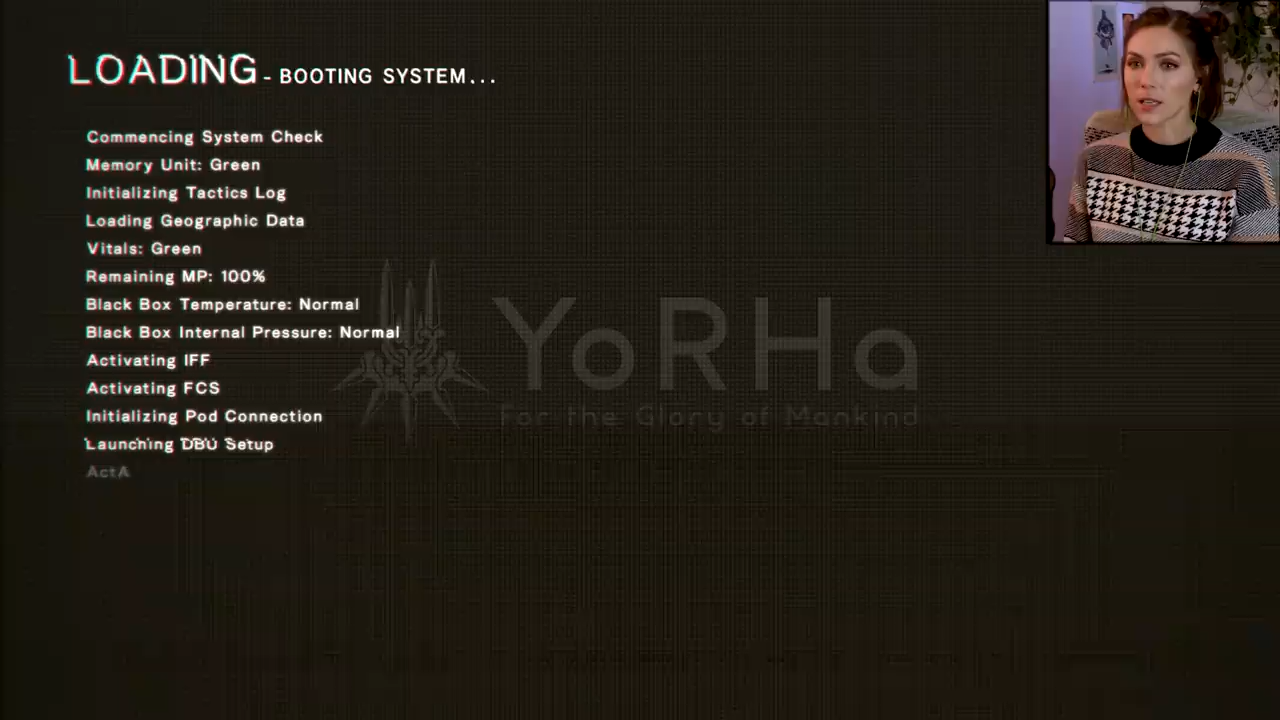 LOADING - BOOTING SYSTEM...
Commencing System Check
Memory Unit: Green
Initializing Tactics Log
Loading Geographic Data
Vitals: Green
Remaining MP: 100%
Black Box Temperature: Normal
Black Box Internal Pressure: Normal
Activating IFF
Activating FCS
Initializing Pod Connection
Launching DBU Setup
ActA
YoRHa
For the Glory of Mankind